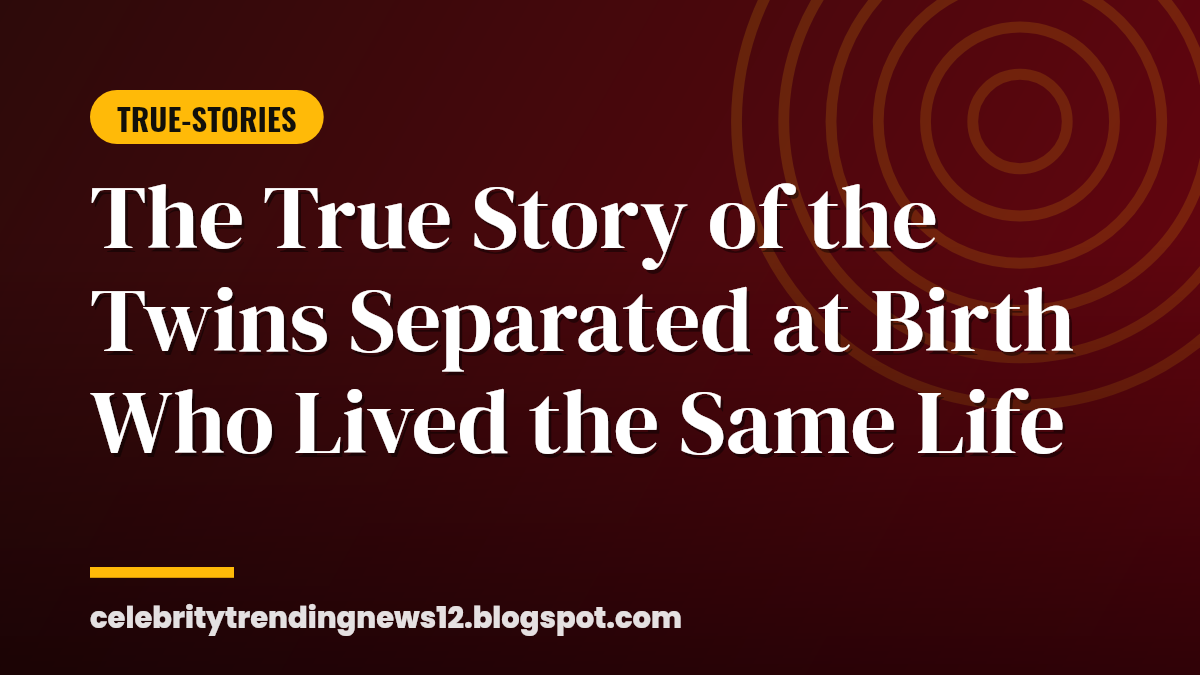 TRUE-STORIES
The True Story of the
Twins Separated at Birth
Who Lived the Same Life
celebritytrendingnews12.blogspot.com